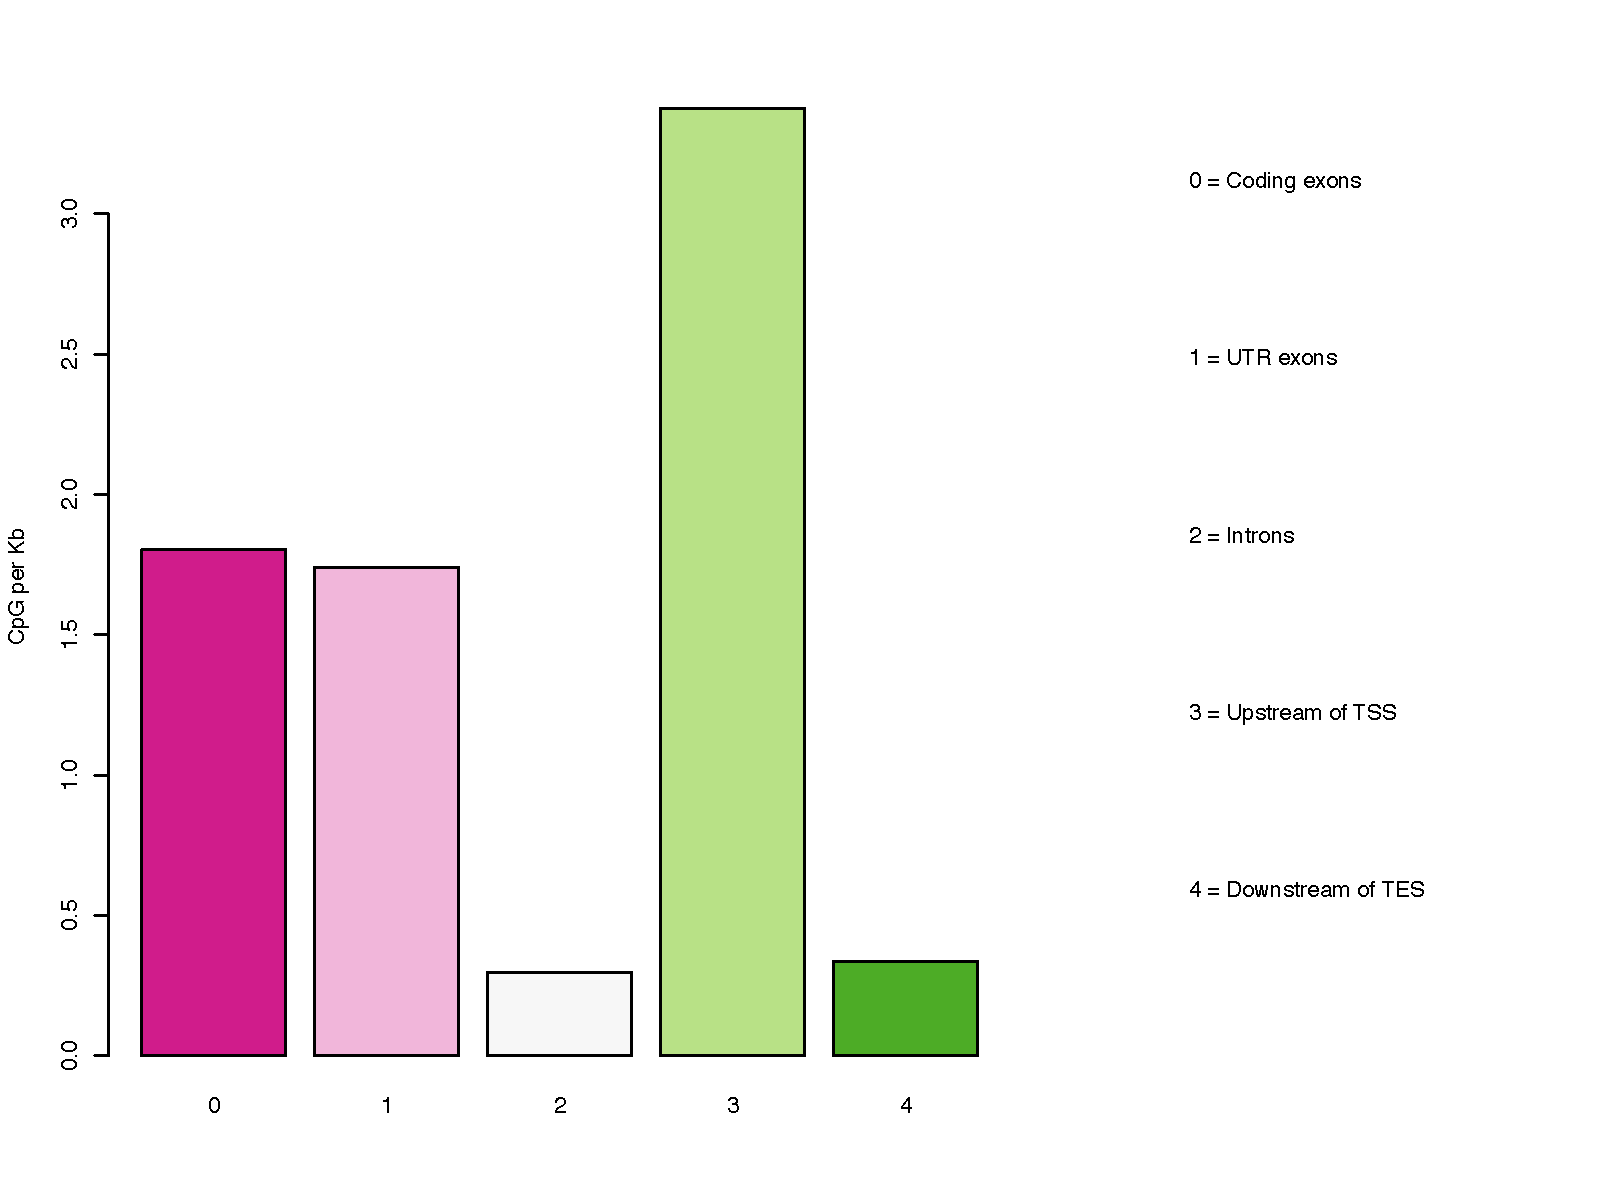 CpG per Kb
3.0
2.5
2.0
1.5
1.0
0.5
0.0
0 1 2 3 4
0 = Coding exons
1 = UTR exons
2 = Introns
3 = Upstream of TSS
4 = Downstream of TES